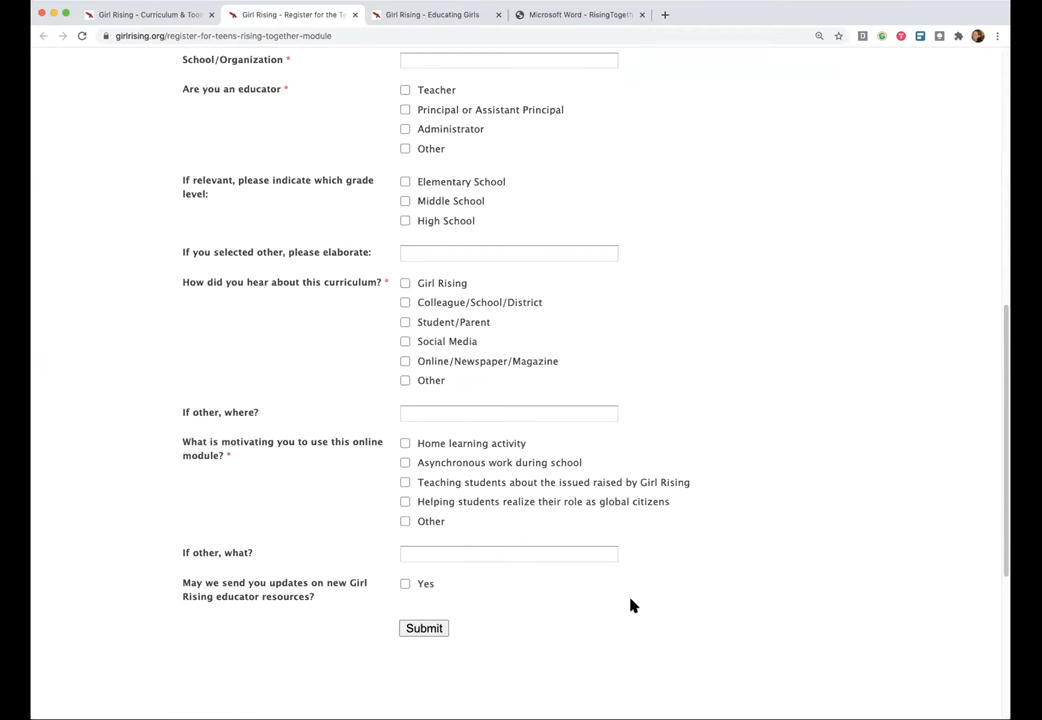 Girl Rising - Curriculum & Tool
Girl Rising - Register for the Te
Girl Rising - Educating Girls
Microsoft Word - RisingTogeth
girlrising.org/register-for-teens-rising-together-module
School/Organization *
Are you an educator *
Teacher
Principal or Assistant Principal
Administrator
Other
If relevant, please indicate which grade
level:
Elementary School
Middle School
High School
If you selected other, please elaborate:
How did you hear about this curriculum? *
Girl Rising
Colleague/School/District
Student/Parent
Social Media
Online/Newspaper/Magazine
Other
If other, where?
What is motivating you to use this online
module? *
Home learning activity
Asynchronous work during school
Teaching students about the issued raised by Girl Rising
Helping students realize their role as global citizens
Other
If other, what?
May we send you updates on new Girl
Rising educator resources?
Yes
Submit